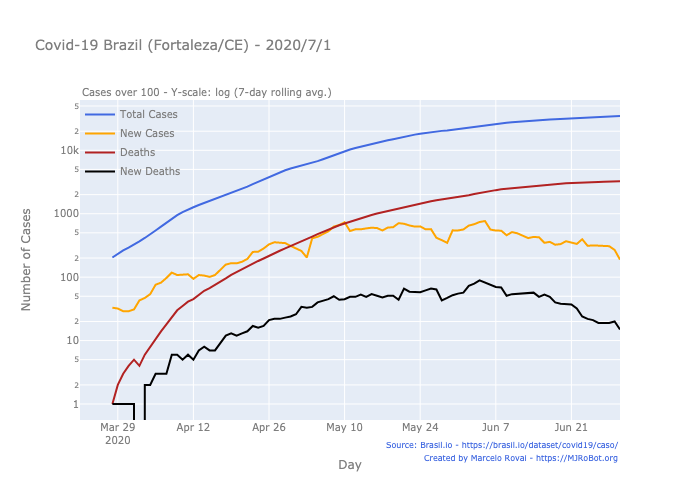 Covid-19 Brazil (Fortaleza/CE) - 2020/7/1
Cases over 100 - Y-scale: log (7-day rolling avg.)
Total Cases
New Cases
Deaths
New Deaths
Number of Cases
5
2
10k
5
2
1000
5
2
100
5
2
10
5
2
1
Mar 29 Apr 12 Apr 26 May 10 May 24 Jun 7 Jun 21
2020
Day
Source: Brasil.io - https://brasil.io/dataset/covid19/caso/
Created by Marcelo Rovai - https://MJRoBot.org